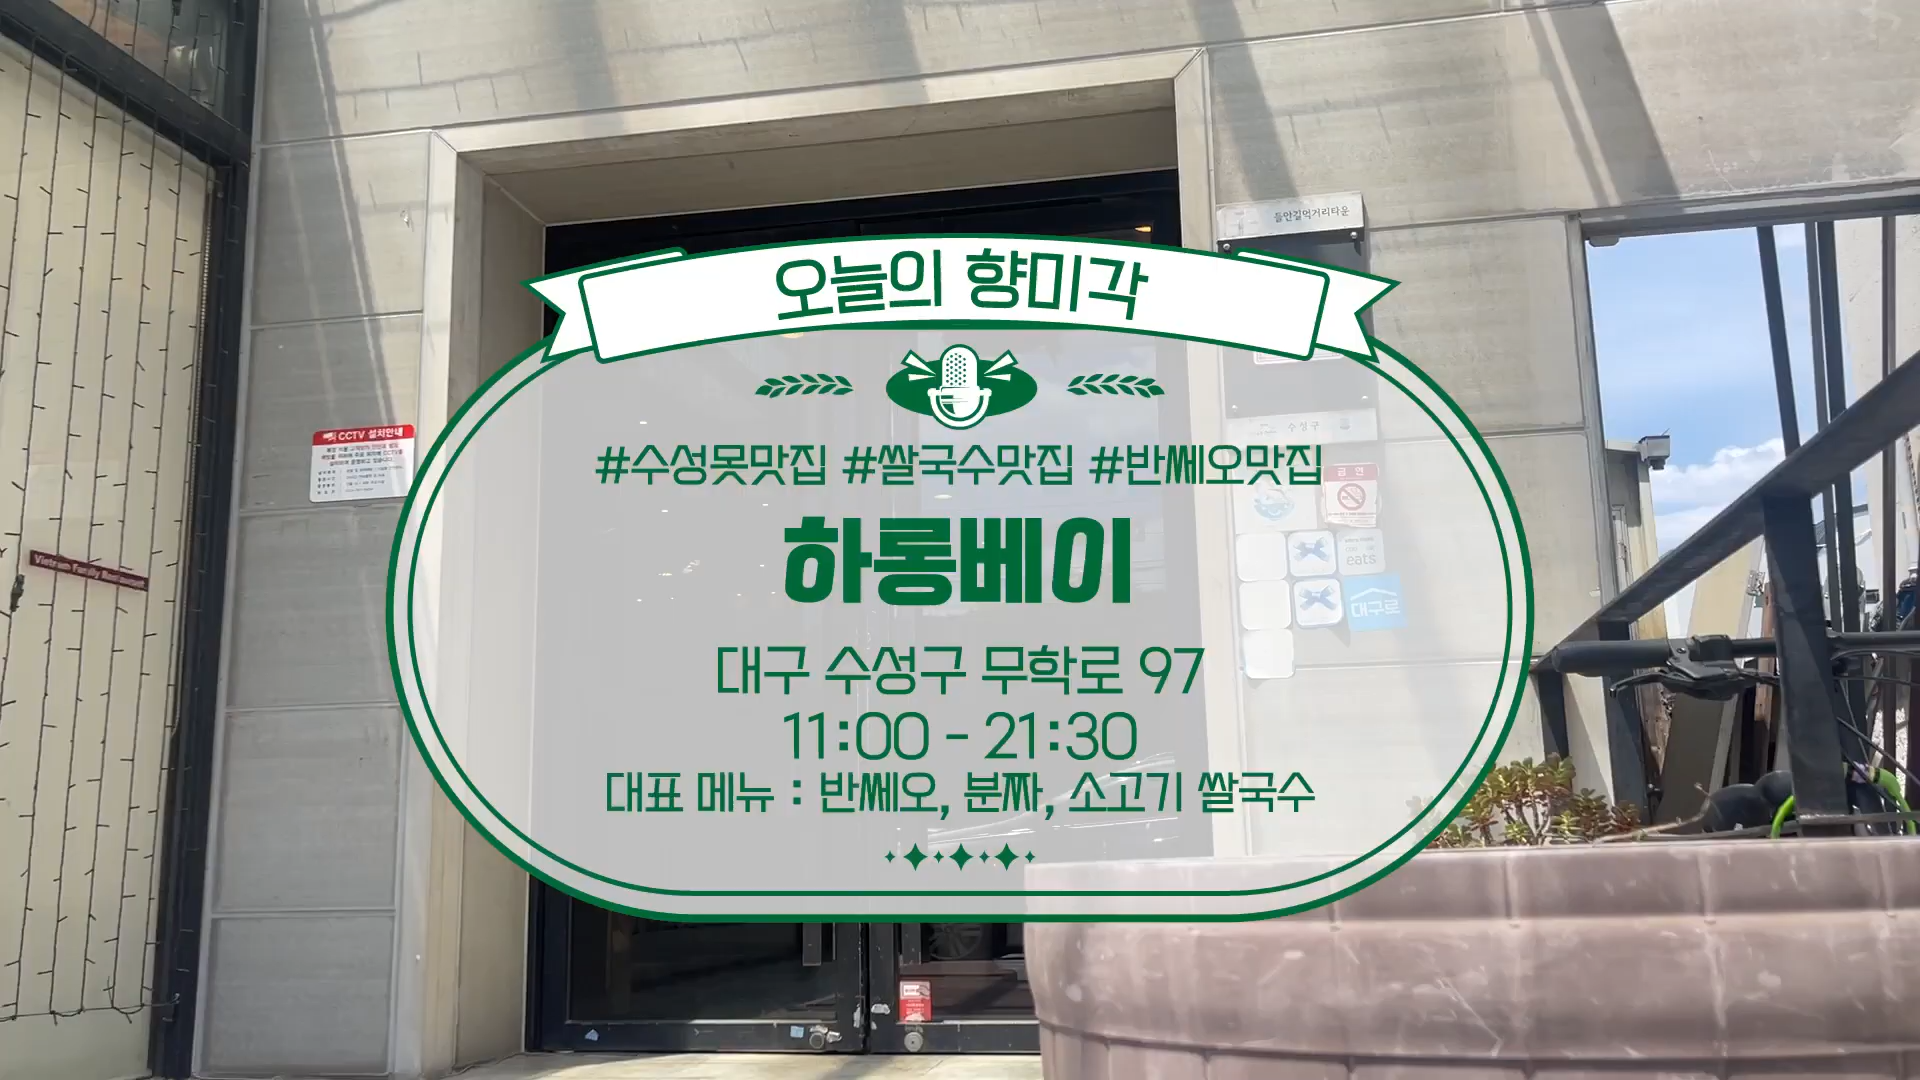 오늘의 향미각
#수성못맛집 #쌀국수맛집 #반쎄오맛집
하롱베이
대구 수성구 무학로 97
11:00 - 21:30
대표 메뉴 : 반쎄오, 분짜, 소고기 쌀국수
들안길먹거리타운
수성구
CCTV 설치안내
금연
eats
대구로
Vietnam Family Restaurant